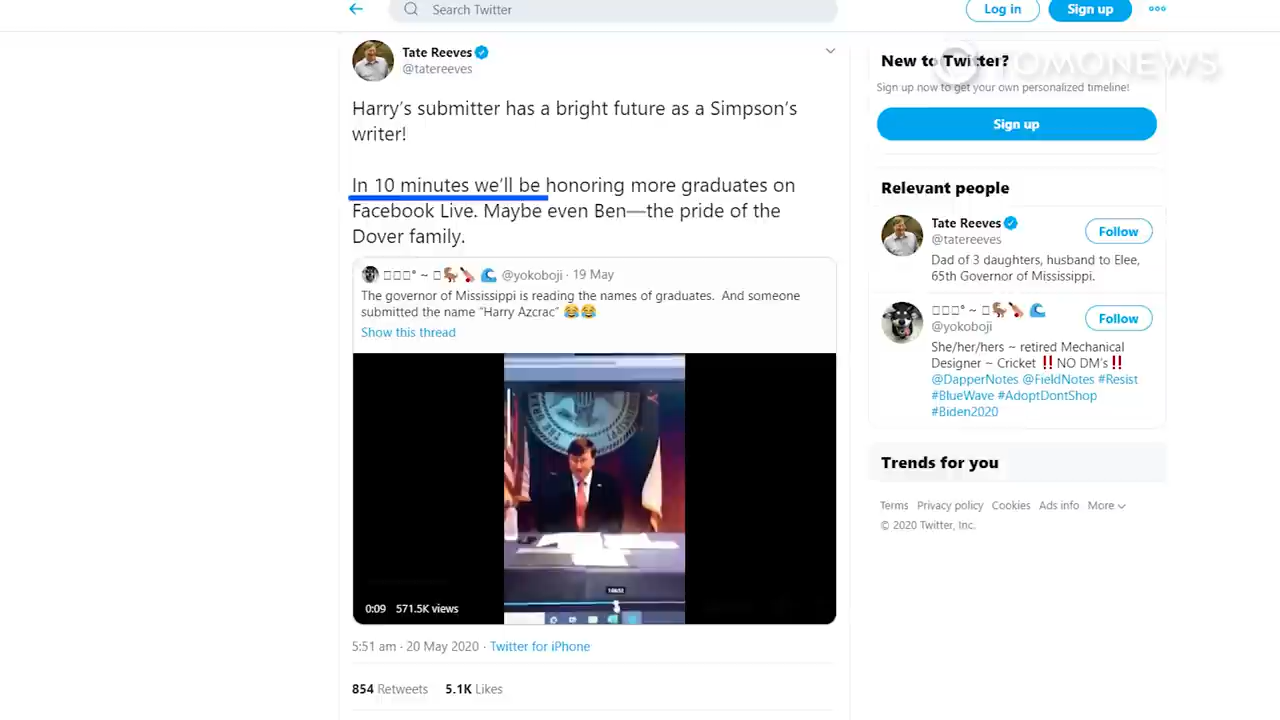 Search Twitter
Log in
Sign up
TOMONEWS
Tate Reeves
@tatereeves
Harry's submitter has a bright future as a Simpson's
writer!
In 10 minutes we'll be honoring more graduates on
Facebook Live. Maybe even Ben—the pride of the
Dover family.
@yokoboji · 19 May
The governor of Mississippi is reading the names of graduates. And someone
submitted the name "Harry Azcrac" 😂😂
Show this thread
0:09 571.5K views
5:51 am · 20 May 2020 · Twitter for iPhone
854 Retweets 5.1K Likes
New to Twitter?
Sign up now to get your own personalized timeline!
Sign up
Relevant people
Tate Reeves
@tatereeves
Follow
Dad of 3 daughters, husband to Elee,
65th Governor of Mississippi.
@yokoboji
Follow
She/her/hers ~ retired Mechanical
Designer ~ Cricket ‼️NO DM's‼️
@DapperNotes @FieldNotes #Resist
#BlueWave #AdoptDontShop
#Biden2020
Trends for you
Terms Privacy policy Cookies Ads info More
© 2020 Twitter, Inc.